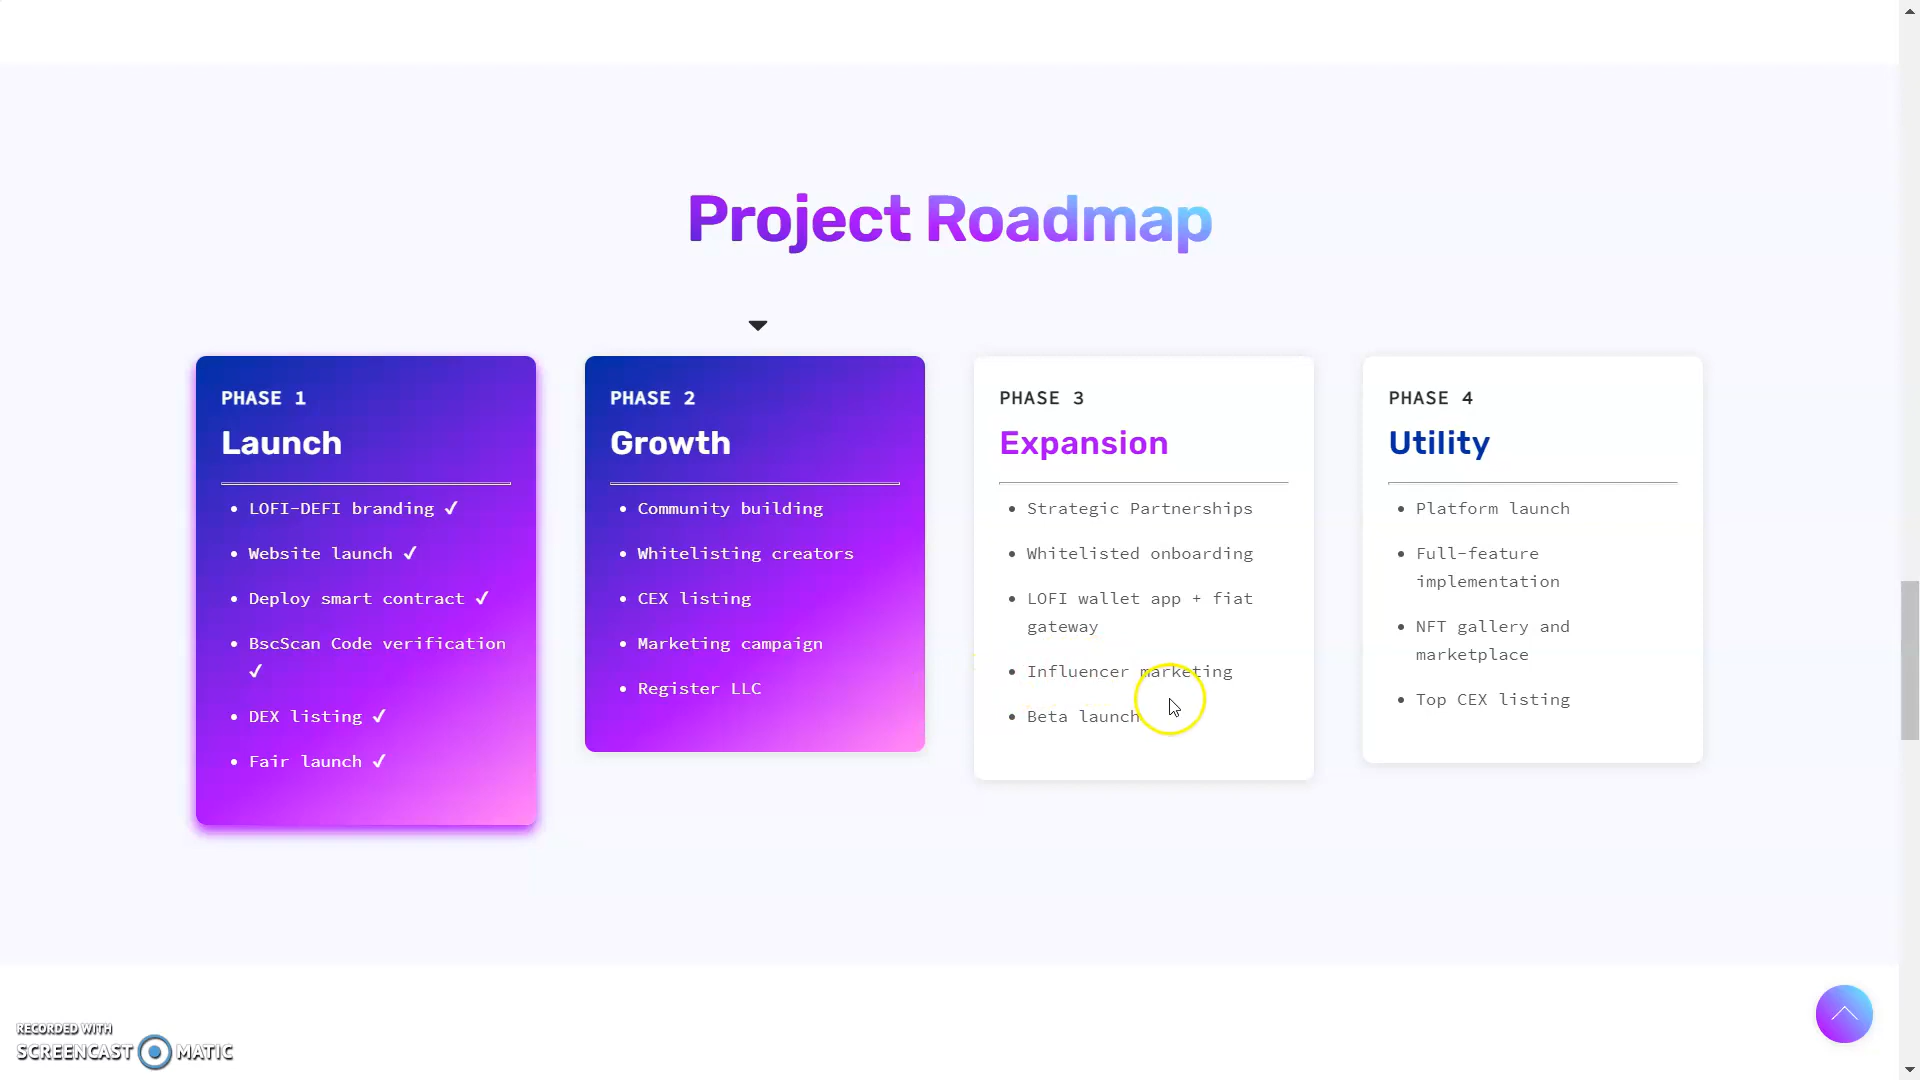 Project Roadmap
PHASE 1
Launch
LOFI-DEFI branding ✓
Website launch ✓
Deploy smart contract ✓
BscScan Code verification
✓
DEX listing ✓
Fair launch ✓
PHASE 2
Growth
Community building
Whitelisting creators
CEX listing
Marketing campaign
Register LLC
PHASE 3
Expansion
Strategic Partnerships
Whitelisted onboarding
LOFI wallet app + fiat
gateway
Influencer marketing
Beta launch
PHASE 4
Utility
Platform launch
Full-feature
implementation
NFT gallery and
marketplace
Top CEX listing
RECORDED WITH
SCREENCAST MATIC